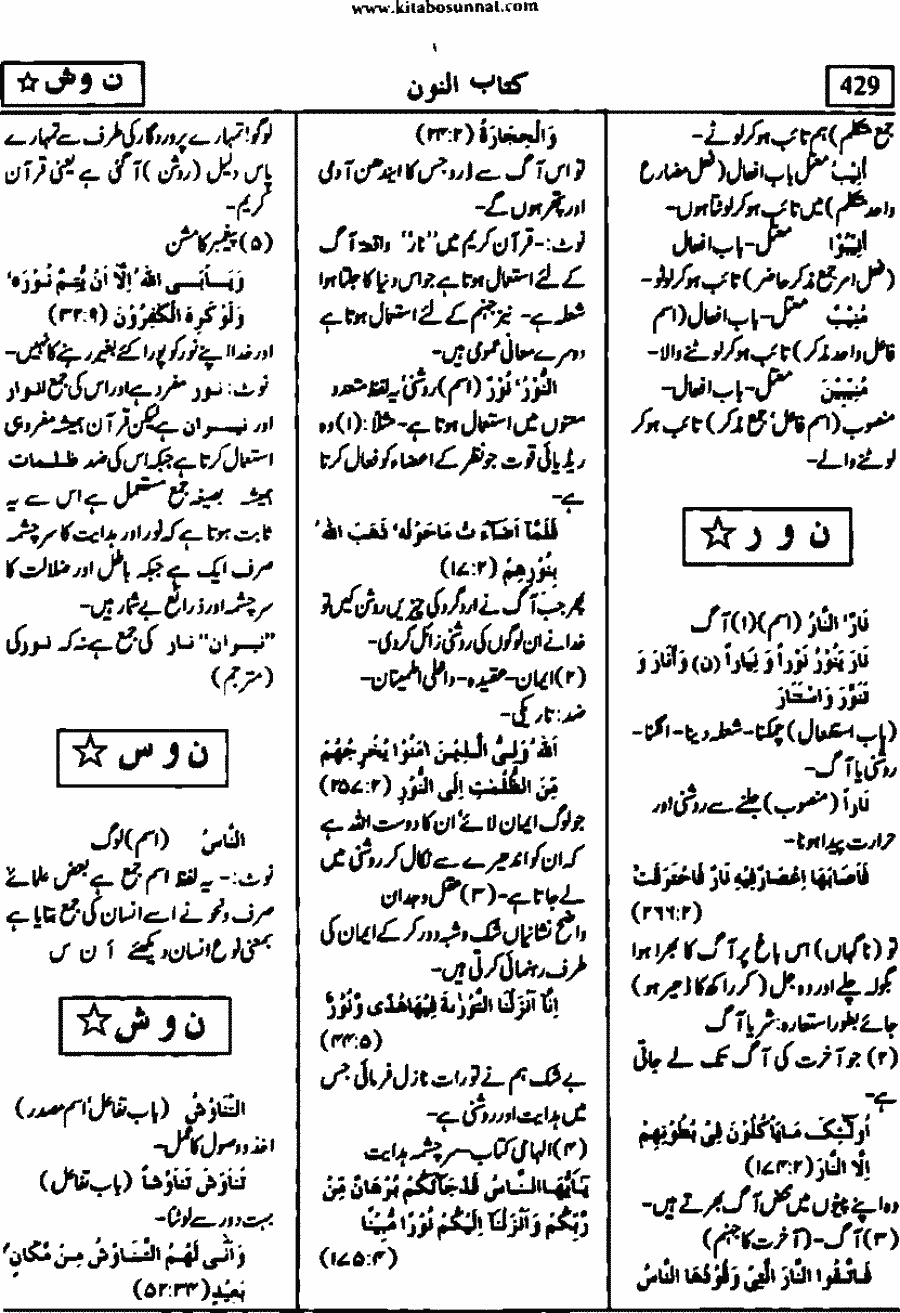 www.kitabosunnat.com
429
کتاب النون
ن و ش ☆
جمع متکلم) ہم تائب ہوکر لوٹے۔
اُنِیْبُ معتل باب افعال (فعل مضارع
واحد متکلم) میں تائب ہوکر لوٹتا ہوں۔
اَنِیْبُوْا معتل۔ باب افعال
(فعل امر جمع مذکر حاضر) تائب ہوکر لوٹو۔
مُنِیْبٌ معتل۔ باب افعال (اسم
فاعل واحد مذکر) تائب ہوکر لوٹنے والا۔
مُنِیْبِیْنَ معتل۔ باب افعال۔
منصوب (اسم فاعل، جمع مذکر) تائب ہوکر
لوٹنے والے۔
ن و ر ☆
نَارٌ' النَّارُ (اسم) (۱) آگ
نَارَ یَنُوْرُ نَوْراً وَ نِیَاراً (ن) وَ اَنَارَ وَ
نَوَّرَ وَ اسْتَنَارَ
(باب استفعال) چمکنا۔ شعلہ دینا۔ اگنا۔
روشنی یا آگ۔
نَاراً (منصوب) جلنے سے روشنی اور
حرارت پیدا ہونا۔
فَاَصَابَهَا اِعْصَارٌ فِیْهِ نَارٌ فَاحْتَرَقَتْ
(۲۶۶:۲)
تو (ناگہاں) اس باغ پر آگ کا بھرا ہوا
بگولہ چلے اور وہ جل (کر راکھ کا ڈھیر ہو)
جائے بطور استعارہ: شر یا آگ
(۲) جو آخرت کی آگ تک لے جاتی
ہے۔
اُولٰٓئِکَ مَا یَاْکُلُوْنَ فِیْ بُطُوْنِهِمْ
اِلَّا النَّارَ (۱۷۴:۲)
وہ اپنے پیٹوں میں محض آگ بھرتے ہیں۔
(۳) آگ۔ (آخرت کا جہنم)
فَاتَّقُوا النَّارَ الَّتِیْ وَقُوْدُهَا النَّاسُ
وَالْحِجَارَةُ (۲۴:۲)
تو اس آگ سے ڈرو جس کا ایندھن آدمی
اور پتھر ہوں گے۔
نوٹ:- قرآن کریم میں "نار" واقعۃ آگ
کے لئے استعمال ہوتا ہے جو اس دنیا کا جلتا ہوا
شعلہ ہے۔ نیز جہنم کے لئے استعمال ہوتا ہے
دوسرے معانی عمومی ہیں۔
النُّوْرُ' نُوْرٌ (اسم) روشنی' یہ لفظ متعدد
معنوں میں استعمال ہوتا ہے۔ مثلاً: (۱) وہ
ریڈیائی قوت جو نظر کے اعضاء کو فعال کرتا
ہے۔
فَلَمَّا اَضَاءَ تْ مَا حَوْلَهٗ ذَهَبَ اللّٰهُ
بِنُوْرِهِمْ (۱۷:۲)
پھر جب آگ نے اردگرد کی چیزیں روشن کیں تو
خدا نے ان لوگوں کی روشنی زائل کر دی۔
(۲) ایمان۔ عقیدہ۔ داخلی اطمینان۔
ضد: تاریکی۔
اَللّٰهُ وَلِیُّ الَّذِیْنَ اٰمَنُوْا یُخْرِجُهُمْ
مِّنَ الظُّلُمٰتِ اِلَی النُّوْرِ (۲۵۷:۲)
جو لوگ ایمان لائے' ان کا دوست اللہ ہے
کہ ان کو اندھیرے سے نکال کر روشنی میں
لے جاتا ہے۔ (۳) عقل و جدان
واضح نشانیاں شک و شبہ دور کر کے ایمان کی
طرف رہنمائی کرتی ہیں۔
اِنَّآ اَنْزَلْنَا التَّوْرٰىةَ فِیْهَا هُدًی وَّ نُوْرٌ
(۴۴:۵)
بے شک ہم نے تورات نازل فرمائی جس
میں ہدایت اور روشنی ہے۔
(۴) الہامی کتاب۔ سرچشمہ ہدایت
یٰٓاَیُّهَا النَّاسُ قَدْ جَآئَکُمْ بُرْهَانٌ مِّنْ
رَّبِّکُمْ وَ اَنْزَلْنَآ اِلَیْکُمْ نُوْرًا مُّبِیْنًا
(۱۷۵:۴)
لوگو! تمہارے پروردگار کی طرف سے تمہارے
پاس دلیل (روشن) آگئی ہے یعنی قرآن
کریم۔
(۵) پیغمبر کا مشن
وَیَاْبَی اللّٰهُ اِلَّآ اَنْ یُّتِمَّ نُوْرَهٗ
وَلَوْ کَرِهَ الْکٰفِرُوْنَ (۳۲:۹)
اور خدا اپنے نور کو پورا کئے بغیر رہنے کا نہیں۔
نوٹ: نور مفرد ہے اور اس کی جمع انوار
اور نیران ہے لیکن قرآن ہمیشہ مفرد ہی
استعمال کرتا ہے جبکہ اس کی ضد ظلمات
ہمیشہ بصیغہ جمع مستعمل ہے اس سے یہ
ثابت ہوتا ہے کہ نور اور ہدایت کا سرچشمہ
صرف ایک ہے جبکہ باطل اور ضلالت کا
سرچشمہ اور ذرائع بے شمار ہیں۔
"نیران" نار کی جمع ہے نہ کہ نور کی
(مترجم)
ن و س ☆
النَّاسُ (اسم) لوگ
نوٹ:- یہ لفظ اسم جمع ہے بعض علمائے
صرف و نحو نے اسے انسان کی جمع بتایا ہے
بمعنی نوع انسان دیکھئے أ ن س
ن و ش ☆
التَّنَاوُشُ (باب تفاعل' اسم مصدر)
اخذ و وصول کا عمل۔
تَنَاوَشَ تَنَاوُشاً (باب تفاعل)
بہت دور سے لوٹنا۔
وَاَنّٰی لَهُمُ التَّنَاوُشُ مِنْ مَّکَانٍۭ
بَعِیْدٍ (۵۲:۳۴)